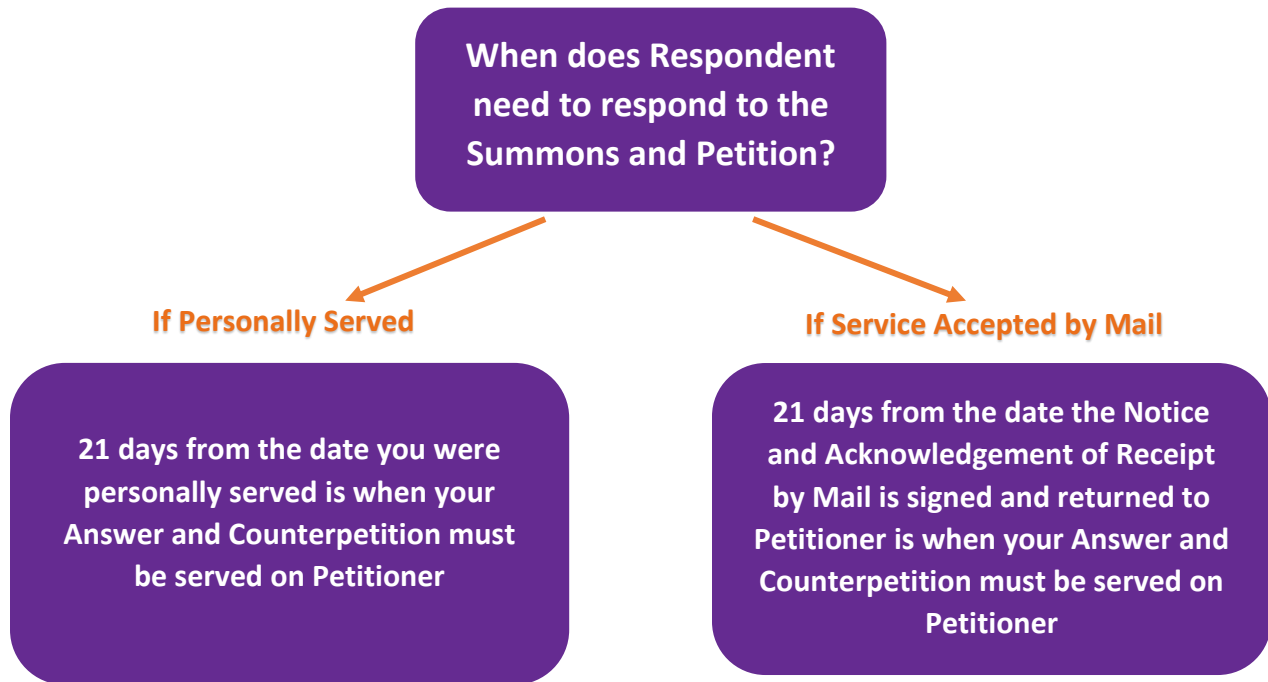 When does Respondent
need to respond to the
Summons and Petition?
If Personally Served
21 days from the date you were
personally served is when your
Answer and Counterpetition must
be served on Petitioner
If Service Accepted by Mail
21 days from the date the Notice
and Acknowledgement of Receipt
by Mail is signed and returned to
Petitioner is when your Answer and
Counterpetition must be served on
Petitioner